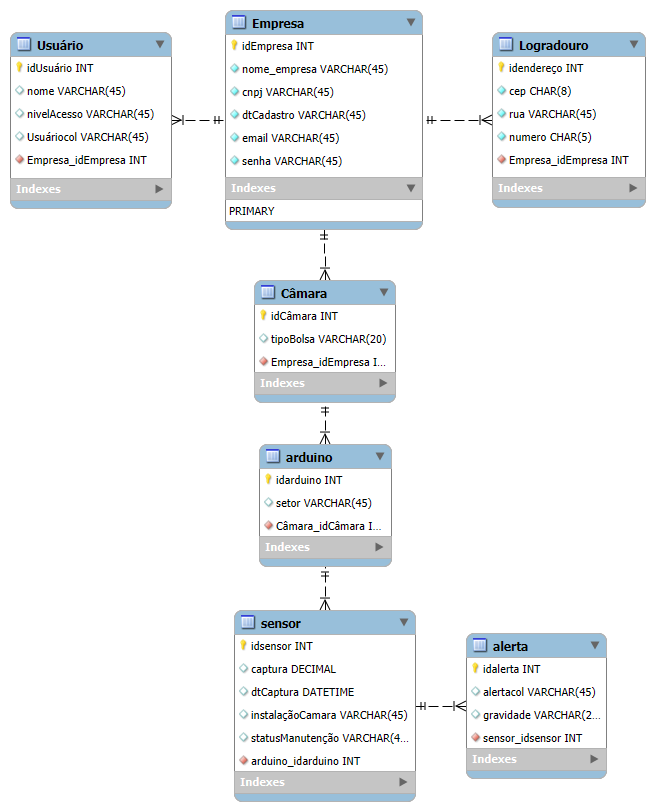 Usuário
idUsuário INT
nome VARCHAR(45)
nivelAcesso VARCHAR(45)
Usuáriocol VARCHAR(45)
Empresa_idEmpresa INT
Indexes
Empresa
idEmpresa INT
nome_empresa VARCHAR(45)
cnpj VARCHAR(45)
dtCadastro VARCHAR(45)
email VARCHAR(45)
senha VARCHAR(45)
Indexes
PRIMARY
Logradouro
idendereço INT
cep CHAR(8)
rua VARCHAR(45)
numero CHAR(5)
Empresa_idEmpresa INT
Indexes
Câmara
idCâmara INT
tipoBolsa VARCHAR(20)
Empresa_idEmpresa I...
Indexes
arduino
idarduino INT
setor VARCHAR(45)
Câmara_idCâmara I...
Indexes
sensor
idsensor INT
captura DECIMAL
dtCaptura DATETIME
instalaçãoCamara VARCHAR(45)
statusManutenção VARCHAR(4...
arduino_idarduino INT
Indexes
alerta
idalerta INT
alertacol VARCHAR(45)
gravidade VARCHAR(2...
sensor_idsensor INT
Indexes